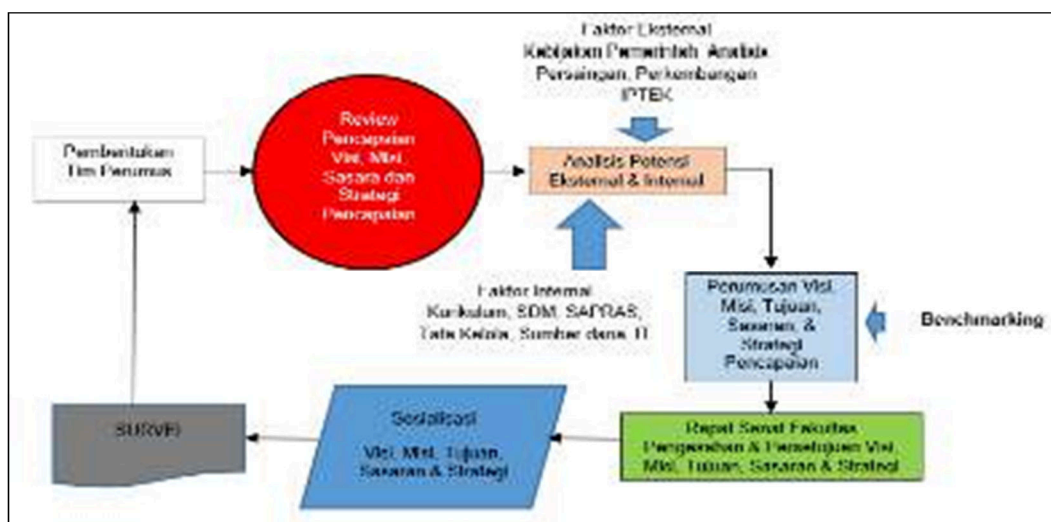 Faktor Eksternal
Kebijakan Pemerintah, Analisis
Persaingan, Perkembangan
IPTEK
Pembentukan
Tim Perumus
Review
Pencapaian
Visi, Misi,
Sasara dan
Strategi
Pencapaian
Analisis Potensi
Eksternal & Internal
Faktor Internal
Kurikulum, SDM, SAPRAS,
Tata Kelola, Sumber dana, IT
Perumusan Visi,
Misi, Tujuan,
Sasaran, &
Strategi
Pencapaian
Benchmarking
Rapat Senat Fakultas
Pengesahan & Persetujuan Visi,
Misi, Tujuan, Sasaran & Strategi
Sosialisasi
Visi, Misi, Tujuan,
Sasaran & Strategi
SURVEI